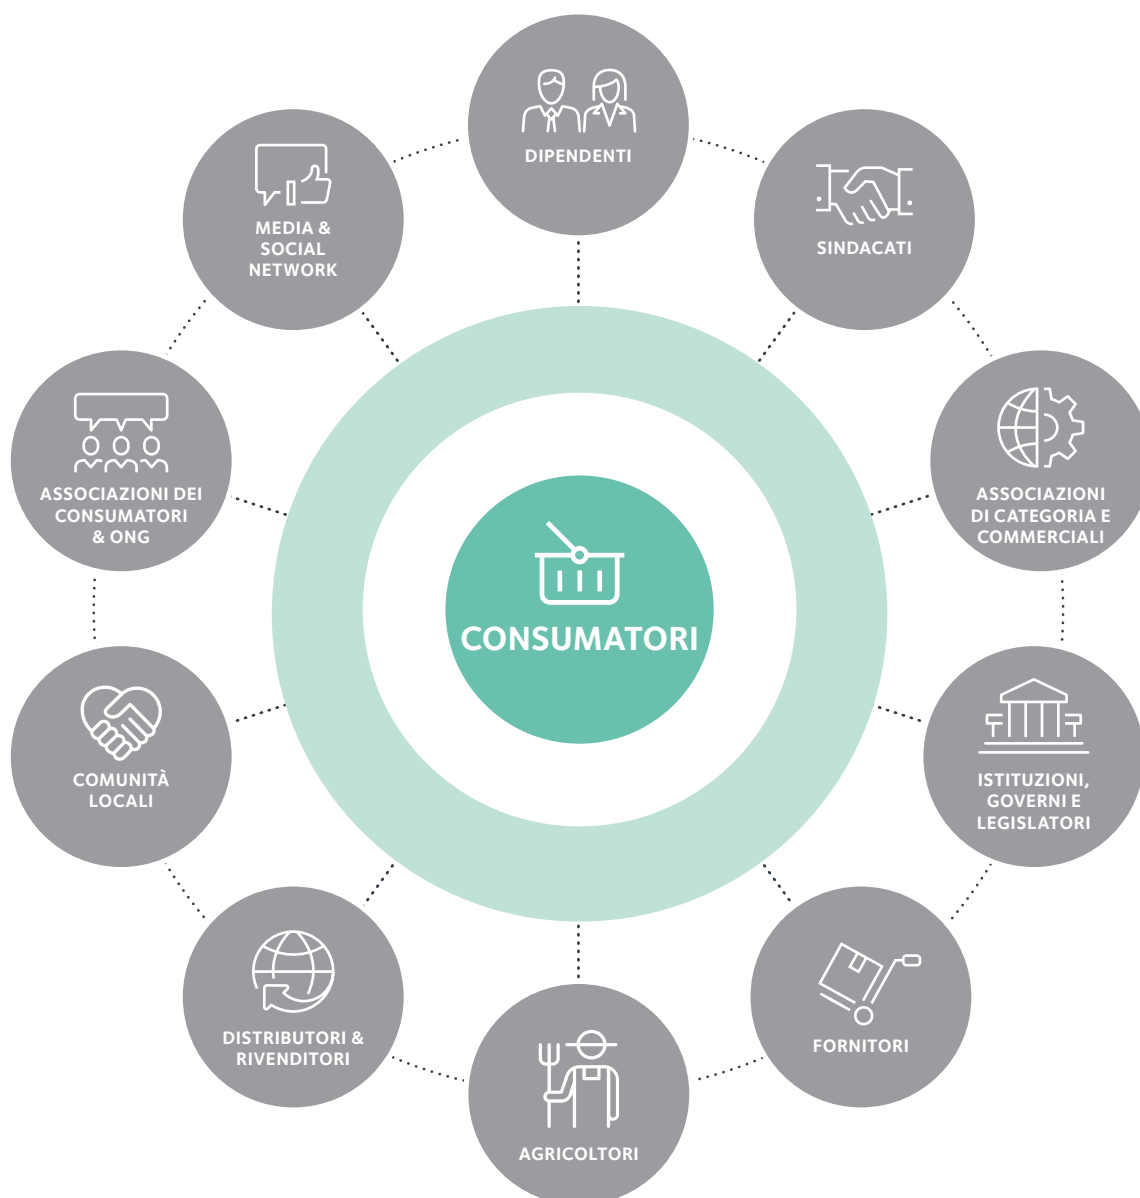 DIPENDENTI
SINDACATI
ASSOCIAZIONI
DI CATEGORIA E
COMMERCIALI
ISTITUZIONI,
GOVERNI E
LEGISLATORI
FORNITORI
AGRICOLTORI
DISTRIBUTORI &
RIVENDITORI
COMUNITÀ
LOCALI
ASSOCIAZIONI DEI
CONSUMATORI
& ONG
MEDIA &
SOCIAL
NETWORK
CONSUMATORI